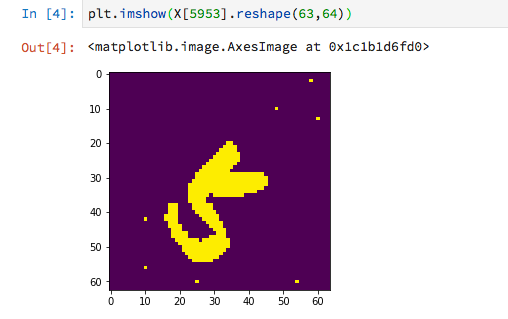 In [4]: plt.imshow(X[5953].reshape(63,64))
Out[4]: <matplotlib.image.AxesImage at 0x1c1b1d6fd0>
0
10
20
30
40
50
60
0 10 20 30 40 50 60